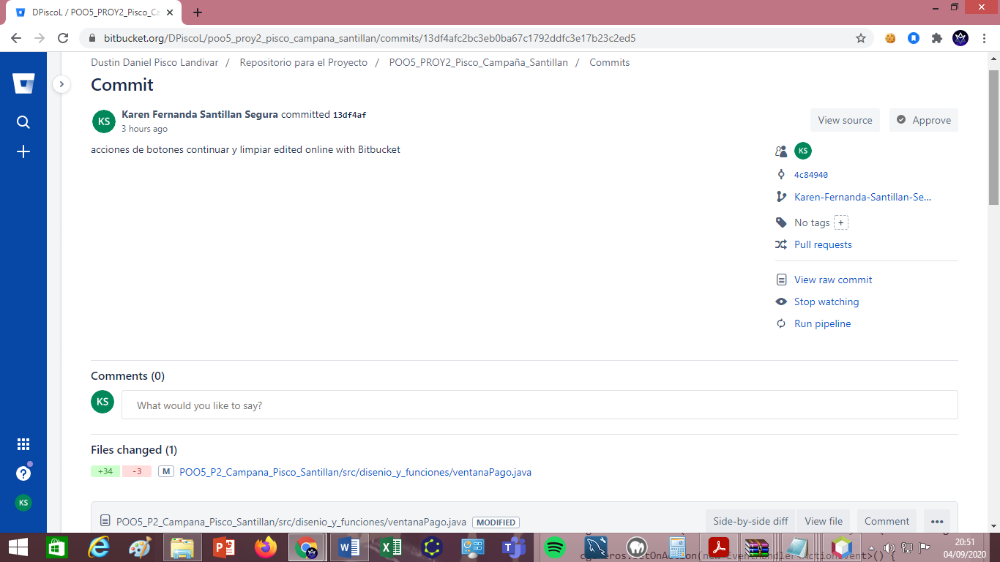 DPiscoL / POO5_PROY2_Pisco_Ca
bitbucket.org/DPiscoL/poo5_proy2_pisco_campana_santillan/commits/13df4afc2bc3eb0ba67c1792ddfc3e17b23c2ed5
Dustin Daniel Pisco Landivar / Repositorio para el Proyecto / POO5_PROY2_Pisco_Campaña_Santillan / Commits
Commit
KS Karen Fernanda Santillan Segura committed 13df4af
3 hours ago
View source
Approve
acciones de botones continuar y limpiar edited online with Bitbucket
KS
4c84940
Karen-Fernanda-Santillan-Se...
No tags +
Pull requests
View raw commit
Stop watching
Run pipeline
Comments (0)
KS What would you like to say?
Files changed (1)
+34 -3 M POO5_P2_Campana_Pisco_Santillan/src/disenio_y_funciones/ventanaPago.java
KS
POO5_P2_Campana_Pisco_Santillan/src/disenio_y_funciones/ventanaPago.java MODIFIED
Side-by-side diff View file Comment •••
20:51
04/09/2020